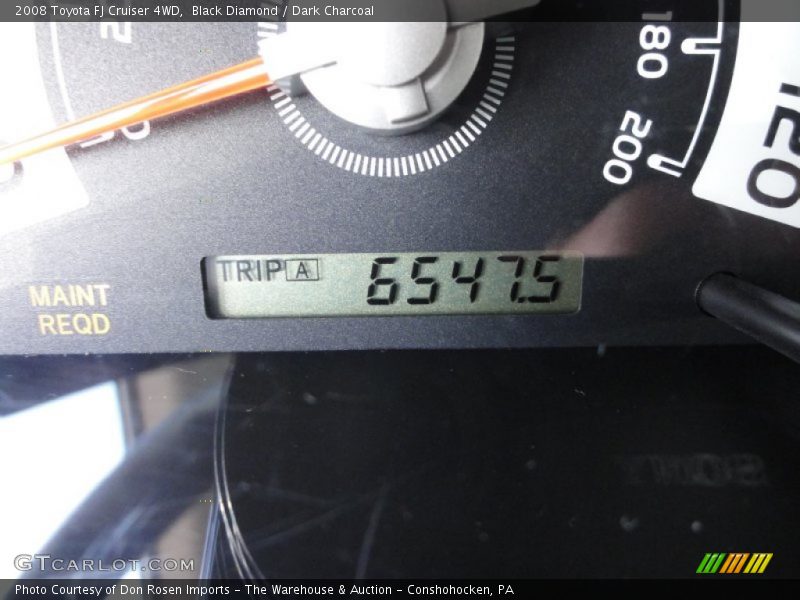 2008 Toyota FJ Cruiser 4WD, Black Diamond / Dark Charcoal
180
200
120
TRIP A 6547.5
MAINT
REQD
GTCARLOT.COM
Photo Courtesy of Don Rosen Imports – The Warehouse & Auction – Conshohocken, PA